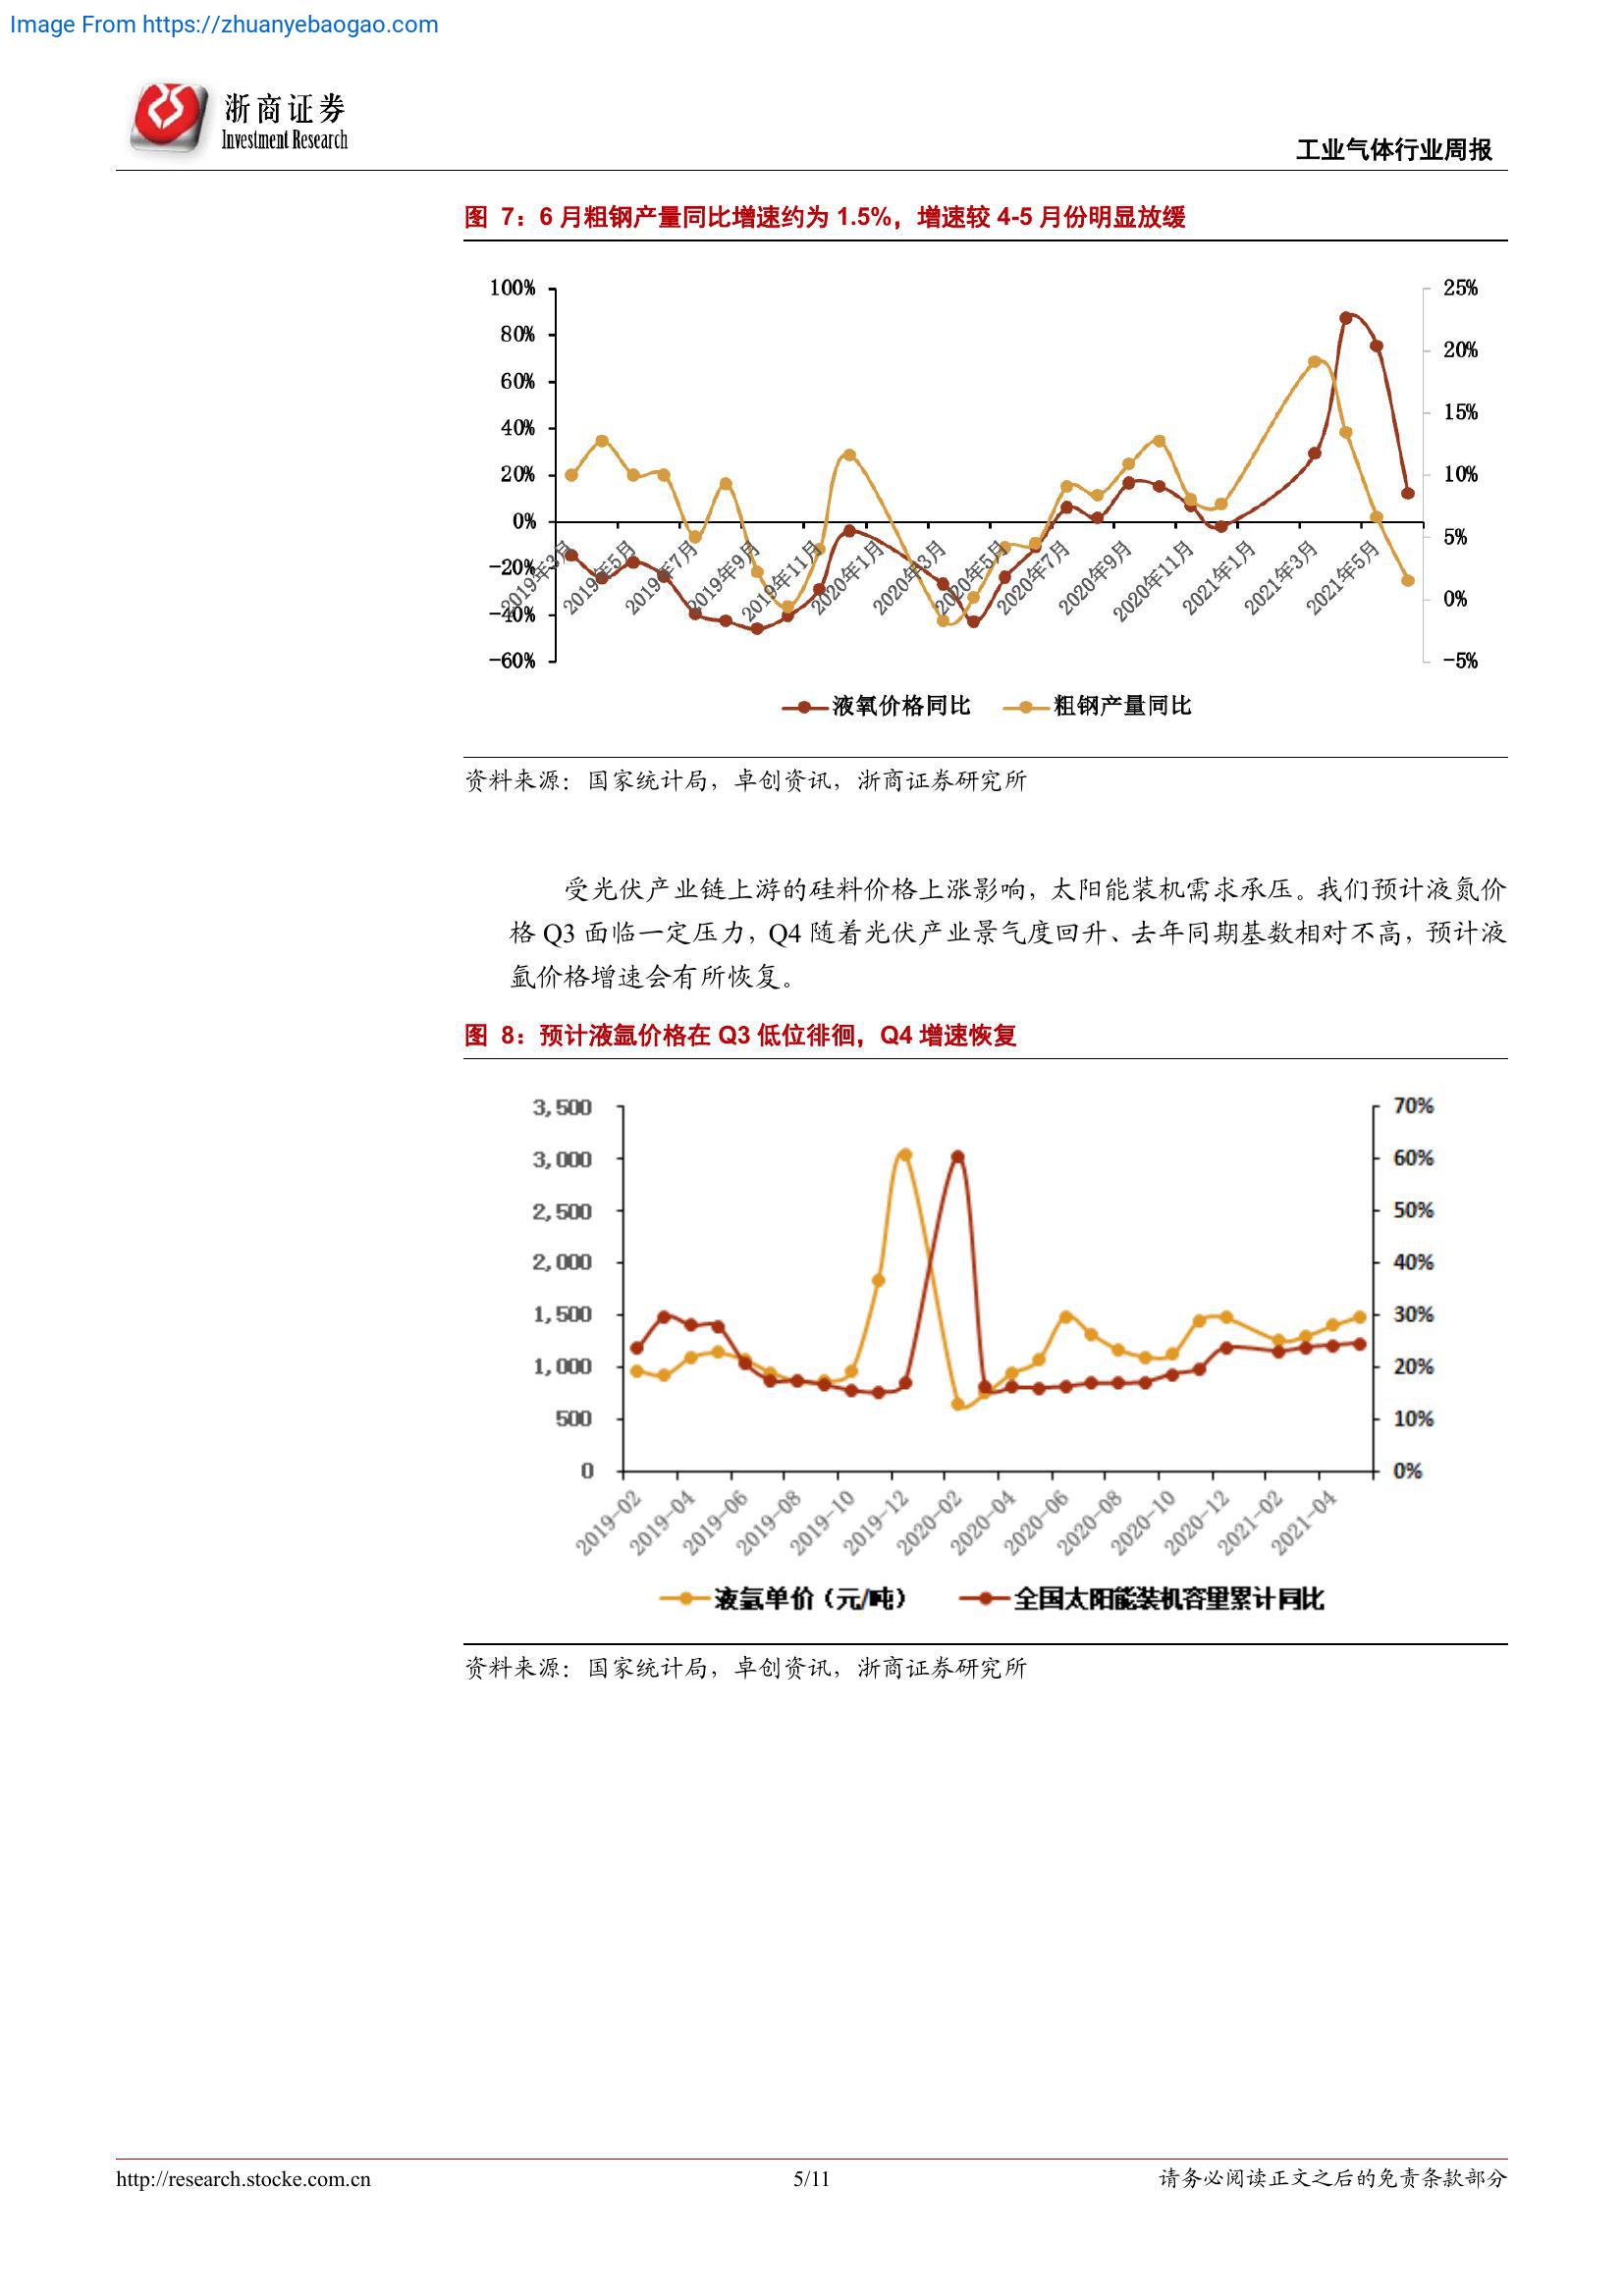 Image From https://zhuanyebaogao.com
浙商证券
Investment Research
工业气体行业周报
图 7：6 月粗钢产量同比增速约为 1.5%，增速较 4-5 月份明显放缓
100%
80%
60%
40%
20%
0%
-20%
-40%
-60%
25%
20%
15%
10%
5%
0%
-5%
2019年3月
2019年5月
2019年7月
2019年9月
2019年11月
2020年1月
2020年3月
2020年5月
2020年7月
2020年9月
2020年11月
2021年1月
2021年3月
2021年5月
液氧价格同比
粗钢产量同比
资料来源：国家统计局，卓创资讯，浙商证券研究所
受光伏产业链上游的硅料价格上涨影响，太阳能装机需求承压。我们预计液氮价
格 Q3 面临一定压力，Q4 随着光伏产业景气度回升、去年同期基数相对不高，预计液
氩价格增速会有所恢复。
图 8：预计液氩价格在 Q3 低位徘徊，Q4 增速恢复
3,500
3,000
2,500
2,000
1,500
1,000
500
0
70%
60%
50%
40%
30%
20%
10%
0%
2019-02
2019-04
2019-06
2019-08
2019-10
2019-12
2020-02
2020-04
2020-06
2020-08
2020-10
2020-12
2021-02
2021-04
液氩单价（元/吨）
全国太阳能装机容量累计同比
资料来源：国家统计局，卓创资讯，浙商证券研究所
http://research.stocke.com.cn
5/11
请务必阅读正文之后的免责条款部分